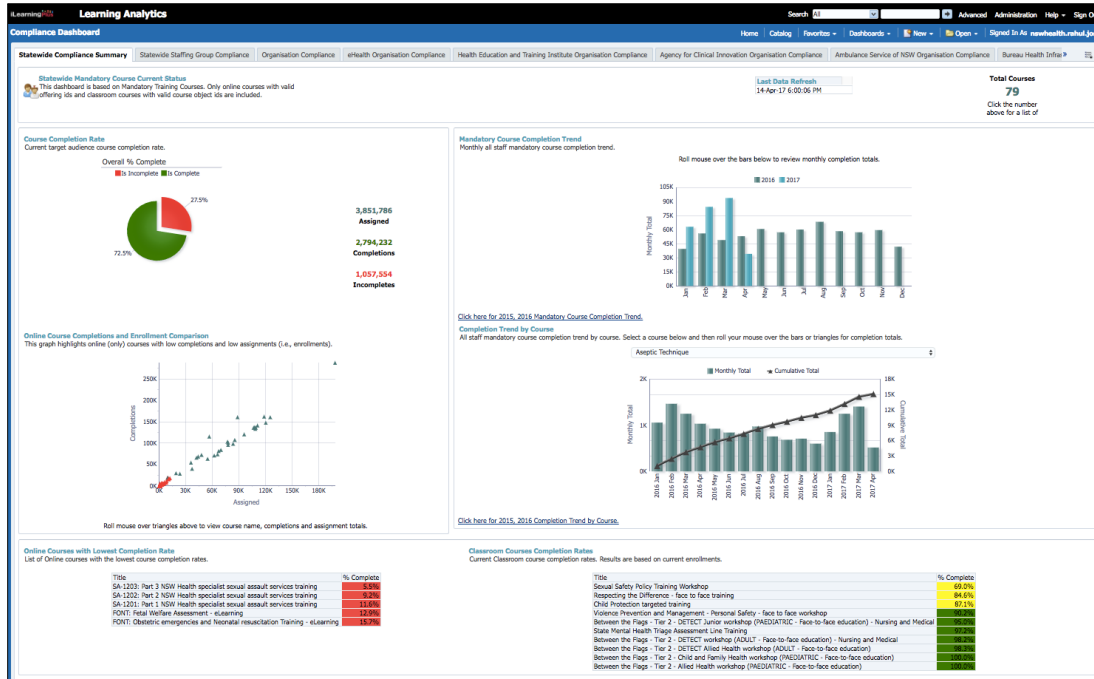 iLearning Plus Learning Analytics Search All Advanced Administration Help Sign O
Compliance Dashboard Home Catalog Favorites Dashboards New Open Signed In As nswhealth.rahul.jo
Statewide Compliance Summary Statewide Staffing Group Compliance Organisation Compliance eHealth Organisation Compliance Health Education and Training Institute Organisation Compliance Agency for Clinical Innovation Organisation Compliance Ambulance Service of NSW Organisation Compliance Bureau Health Infra
Statewide Mandatory Course Current Status
This dashboard is based on Mandatory Training Courses. Only online courses with valid
offering ids and classroom courses with valid course object ids are included.
Last Data Refresh
14-Apr-17 6:00:06 PM
Total Courses
79
Click the number
above for a list of
Course Completion Rate
Current target audience course completion rate.
Overall % Complete
Is Incomplete Is Complete
27.5%
72.5%
3,851,786
Assigned
2,794,232
Completions
1,057,554
Incompletes
Mandatory Course Completion Trend
Monthly all staff mandatory course completion trend.
Roll mouse over the bars below to review monthly completion totals.
2016 2017
Monthly Total
105K
90K
75K
60K
45K
30K
15K
0K
Jan Feb Mar Apr May Jun Jul Aug Sep Oct Nov Dec
Click here for 2015, 2016 Mandatory Course Completion Trend.
Online Course Completions and Enrollment Comparison
This graph highlights online (only) courses with low completions and low assignments (i.e., enrollments).
Completions
250K
200K
150K
100K
50K
0K
0K 30K 60K 90K 120K 150K 180K
Assigned
Roll mouse over triangles above to view course name, completions and assignment totals.
Completion Trend by Course
All staff mandatory course completion trend by course. Select a course below and then roll your mouse over the bars or triangles for completion totals.
Aseptic Technique
Monthly Total Cumulative Total
Monthly Total
2K
1K
0K
18K
15K
12K
9K
6K
3K
0K
Cumulative Total
2016 Jan 2016 Feb 2016 Mar 2016 Apr 2016 May 2016 Jun 2016 Jul 2016 Aug 2016 Sep 2016 Oct 2016 Nov 2016 Dec 2017 Jan 2017 Feb 2017 Mar 2017 Apr
Click here for 2015, 2016 Completion Trend by Course.
Online Courses with Lowest Completion Rate
List of Online courses with the lowest course completion rates.
Title % Complete
SA-1203: Part 3 NSW Health specialist sexual assault services training 5.5%
SA-1202: Part 2 NSW Health specialist sexual assault services training 9.2%
SA-1201: Part 1 NSW Health specialist sexual assault services training 11.6%
FONT: Fetal Welfare Assessment - eLearning 12.9%
FONT: Obstetric emergencies and Neonatal resuscitation Training - eLearning 15.7%
Classroom Courses Completion Rates
Current Classroom course completion rates. Results are based on current enrollments.
Title % Complete
Sexual Safety Policy Training Workshop 69.0%
Respecting the Difference - face to face training 84.6%
Child Protection targeted training 87.1%
Violence Prevention and Management - Personal Safety - face to face workshop 90.2%
Between the Flags - Tier 2 - DETECT Junior workshop (PAEDIATRIC - Face-to-face education) - Nursing and Medical 95.0%
State Mental Health Triage Assessment Line Training 97.2%
Between the Flags - Tier 2 - DETECT workshop (ADULT - Face-to-face education) - Nursing and Medical 98.2%
Between the Flags - Tier 2 - DETECT Allied Health workshop (ADULT - Face-to-face education) 98.3%
Between the Flags - Tier 2 - Child and Family Health workshop (PAEDIATRIC - Face-to-face education) 100.0%
Between the Flags - Tier 2 - Allied Health workshop (PAEDIATRIC - Face-to-face education) 100.0%